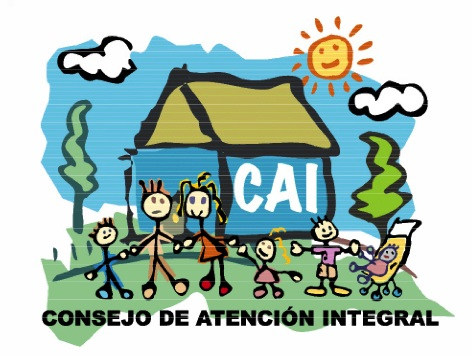 CAI
CONSEJO DE ATENCIÓN INTEGRAL